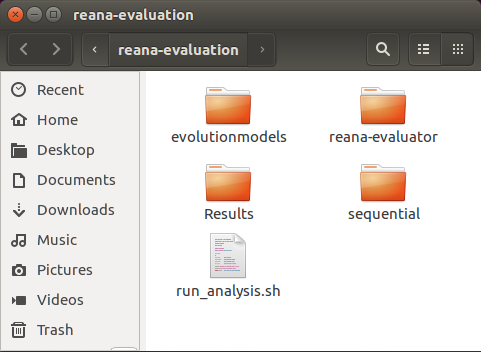 reana-evaluation
reana-evaluation
Recent
Home
Desktop
Documents
Downloads
Music
Pictures
Videos
Trash
evolutionmodels
reana-evaluator
Results
sequential
run_analysis.sh